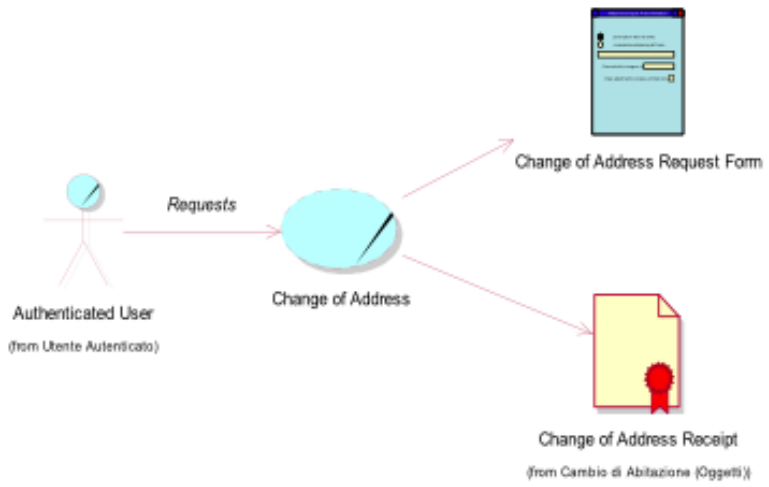 Change of Address Request Form
Requests
Change of Address
Authenticated User
(from Utente Autenticato)
Change of Address Receipt
(from Cambio di Abitazione (Oggetti))